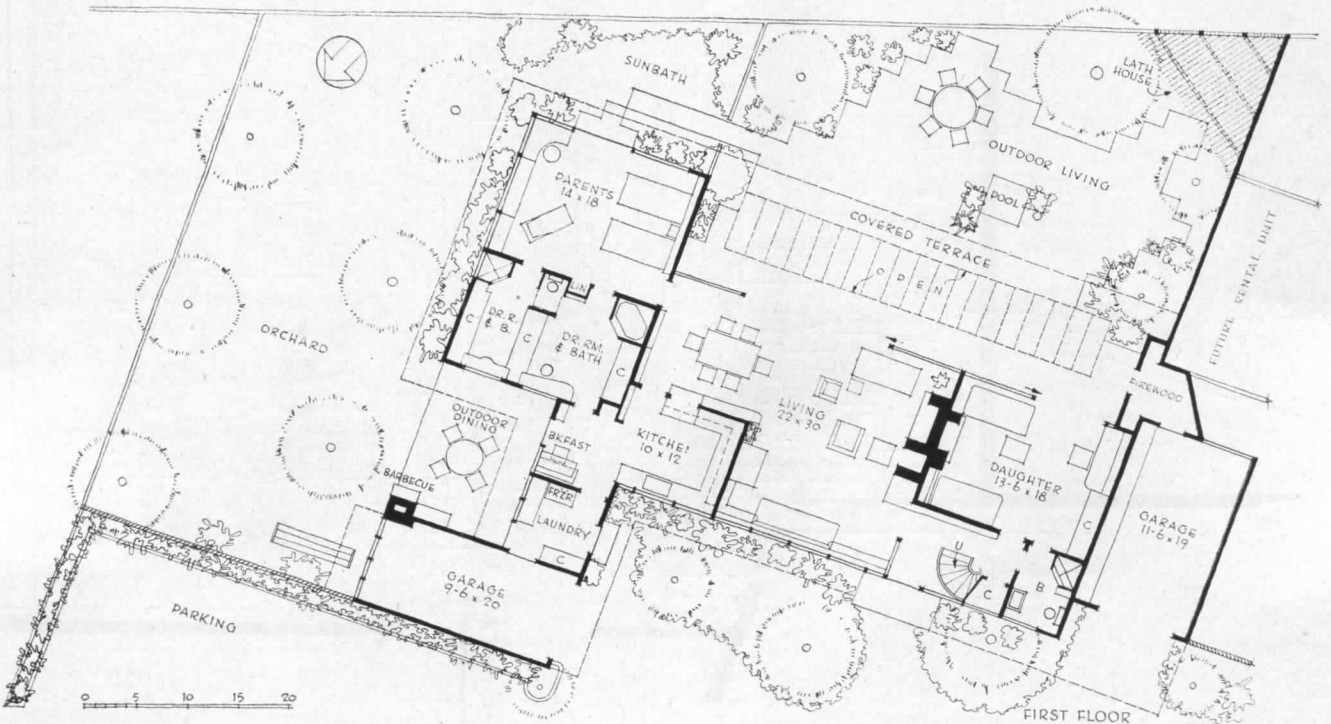 SUNBATH
LATH
HOUSE
OUTDOOR LIVING
POOL
PARENTS
14 x 18
COVERED TERRACE
OPEN
FUTURE RENTAL UNIT
LIN
DR. R.
& B.
C
C
DR. RM.
& BATH
C
ORCHARD
LIVING
22 x 30
FIREWOOD
OUTDOOR
DINING
BKFAST
KITCHEN
10 x 12
DAUGHTER
13-6 x 18
C
BARBECUE
FRZR
LAUNDRY
C
GARAGE
11-6 x 19
U
C
B
GARAGE
9-6 x 20
PARKING
0 5 10 15 20
FIRST FLOOR